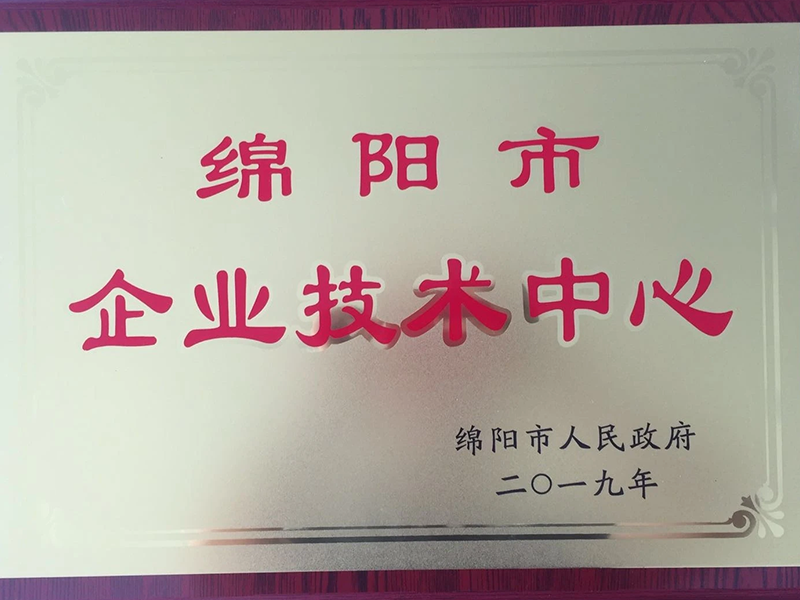 绵阳市
企业技术中心
绵阳市人民政府
二〇一九年